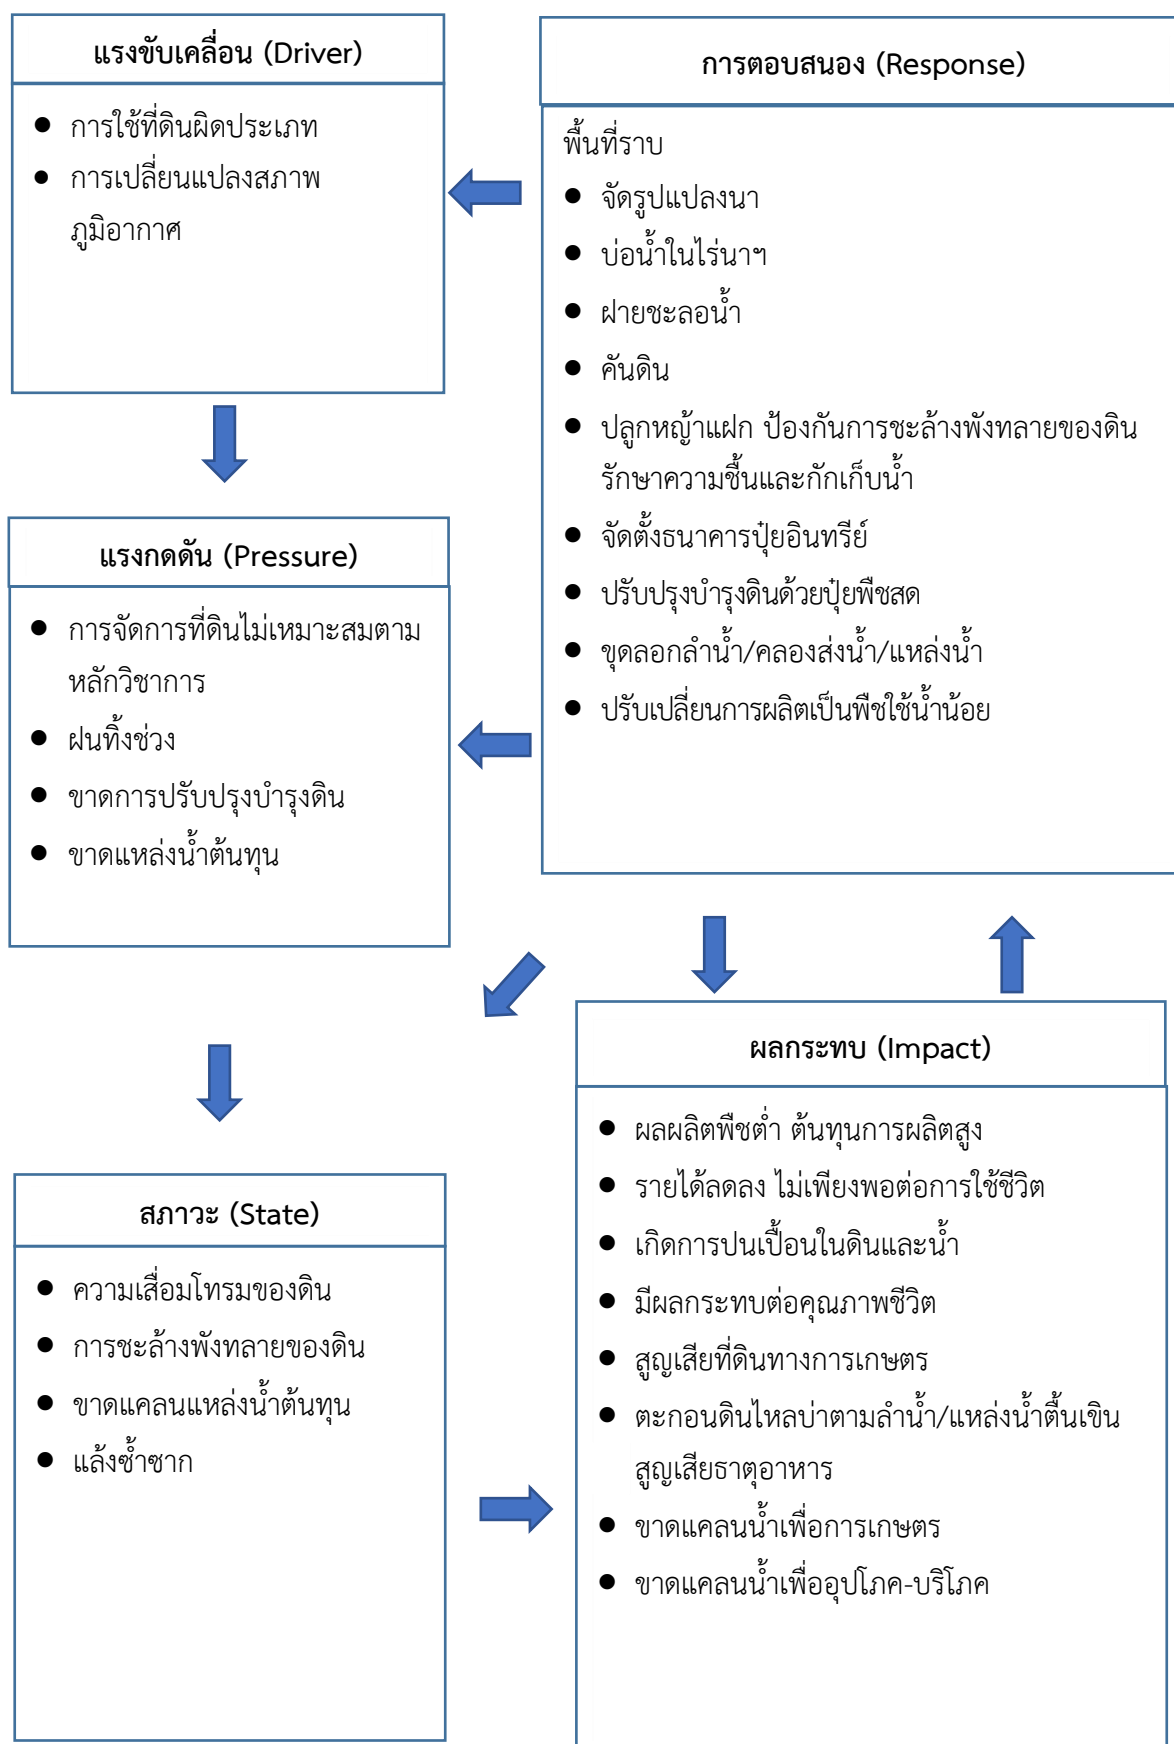 แรงขับเคลื่อน (Driver)
● การใช้ที่ดินผิดประเภท
● การเปลี่ยนแปลงสภาพ
ภูมิอากาศ
การตอบสนอง (Response)
พื้นที่ราบ
● จัดรูปแปลงนา
● บ่อน้ำในไร่นาฯ
● ฝายชะลอน้ำ
● คันดิน
● ปลูกหญ้าแฝก ป้องกันการชะล้างพังทลายของดิน
รักษาความชื้นและกักเก็บน้ำ
● จัดตั้งธนาคารปุ๋ยอินทรีย์
● ปรับปรุงบำรุงดินด้วยปุ๋ยพืชสด
● ขุดลอกลำน้ำ/คลองส่งน้ำ/แหล่งน้ำ
● ปรับเปลี่ยนการผลิตเป็นพืชใช้น้ำน้อย
แรงกดดัน (Pressure)
● การจัดการที่ดินไม่เหมาะสมตาม
หลักวิชาการ
● ฝนทิ้งช่วง
● ขาดการปรับปรุงบำรุงดิน
● ขาดแหล่งน้ำต้นทุน
ผลกระทบ (Impact)
● ผลผลิตพืชต่ำ ต้นทุนการผลิตสูง
● รายได้ลดลง ไม่เพียงพอต่อการใช้ชีวิต
● เกิดการปนเปื้อนในดินและน้ำ
● มีผลกระทบต่อคุณภาพชีวิต
● สูญเสียที่ดินทางการเกษตร
● ตะกอนดินไหลบ่าตามลำน้ำ/แหล่งน้ำตื้นเขิน
สูญเสียธาตุอาหาร
● ขาดแคลนน้ำเพื่อการเกษตร
● ขาดแคลนน้ำเพื่ออุปโภค-บริโภค
สภาวะ (State)
● ความเสื่อมโทรมของดิน
● การชะล้างพังทลายของดิน
● ขาดแคลนแหล่งน้ำต้นทุน
● แล้งซ้ำซาก